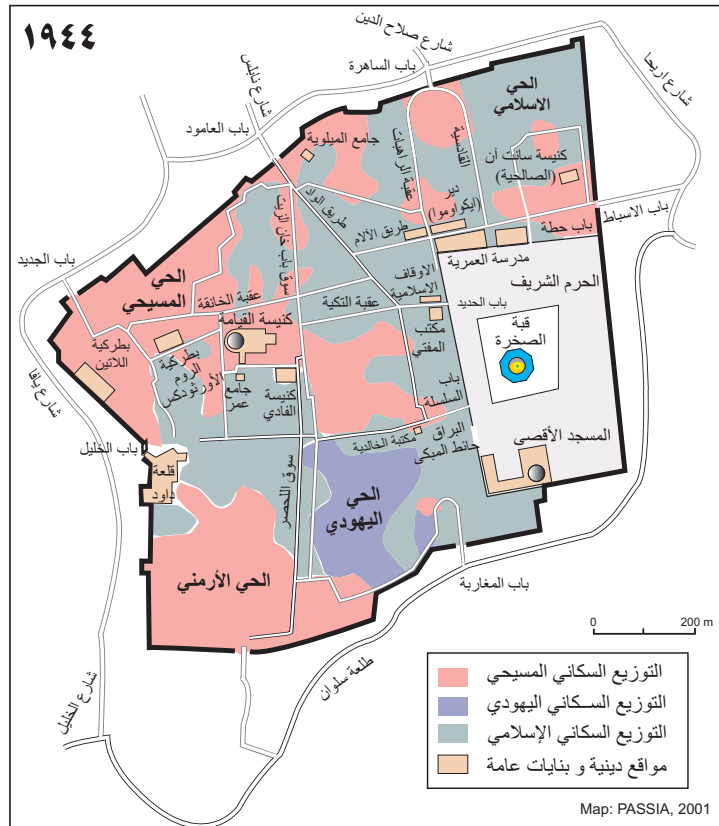 ١٩٤٤
شارع صلاح الدين
باب الساهرة
شارع نابلس
شارع اريحا
باب العامود
الحي
الاسلامي
جامع الميلوية
القادسية
عقبة الراهبات
كنيسة سانت آن
(الصالحية)
دير
(ايكواوموا)
طريق الواد
سوق باب خان الزيت
طريق الآلام
باب الاسباط
باب حطة
مدرسة العمرية
باب الجديد
الحي
المسيحي
عقبة الخانقة
عقبة التكية
الاوقاف
الاسلامية
الحرم الشريف
باب الحديد
كنيسة القيامة
مكتب
المفتي
قبة
الصخرة
بطركية
اللاتين
بطركية
الروم
الأورثودكس
جامع
عمر
كنيسة
الفادي
باب
السلسلة
شارع يافا
باب الخليل
مكتبة الخالدية
البراق
حائط المبكى
المسجد الأقصى
قلعة
داود
سوق اللحصر
الحي
اليهودي
الحي الأرمني
باب المغاربة
0 200 m
شارع الخليل
طلعة سلوان
التوزيع السكاني المسيحي
التوزيع السـكاني اليهودي
التوزيع السكاني الإسلامي
مواقع دينية و بنايات عامة
Map: PASSIA, 2001